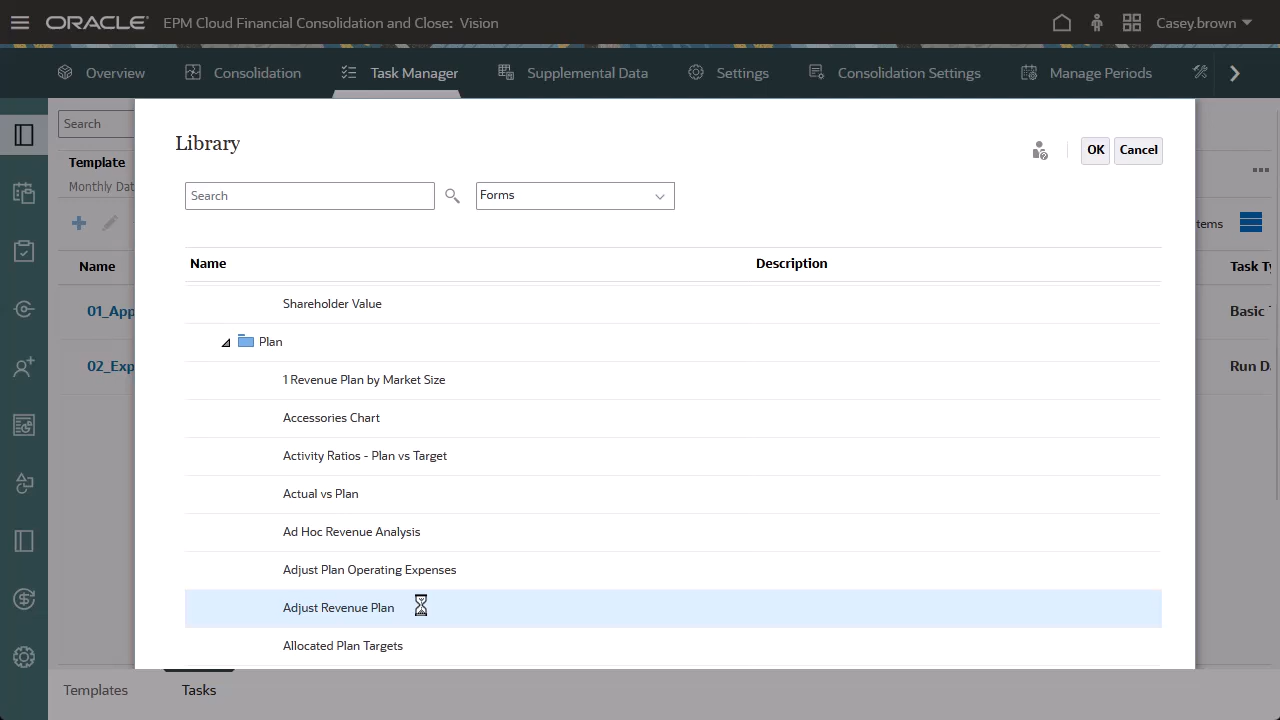 ORACLE EPM Cloud Financial Consolidation and Close: Vision Casey.brown
Overview Consolidation Task Manager Supplemental Data Settings Consolidation Settings Manage Periods
Search
Library
OK Cancel
Template
Monthly Dat
Search Forms
tems
Name Name Description Task Ty
Shareholder Value
01_App Basic T
Plan
02_Exp Run D
1 Revenue Plan by Market Size
Accessories Chart
Activity Ratios - Plan vs Target
Actual vs Plan
Ad Hoc Revenue Analysis
Adjust Plan Operating Expenses
Adjust Revenue Plan
Allocated Plan Targets
Templates Tasks